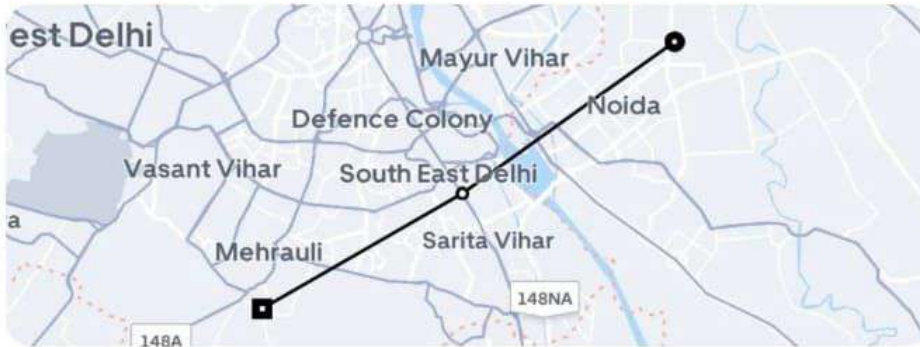 est Delhi
Mayur Vihar
Noida
Defence Colony
Vasant Vihar
South East Delhi
a
Mehrauli
Sarita Vihar
148NA
148A